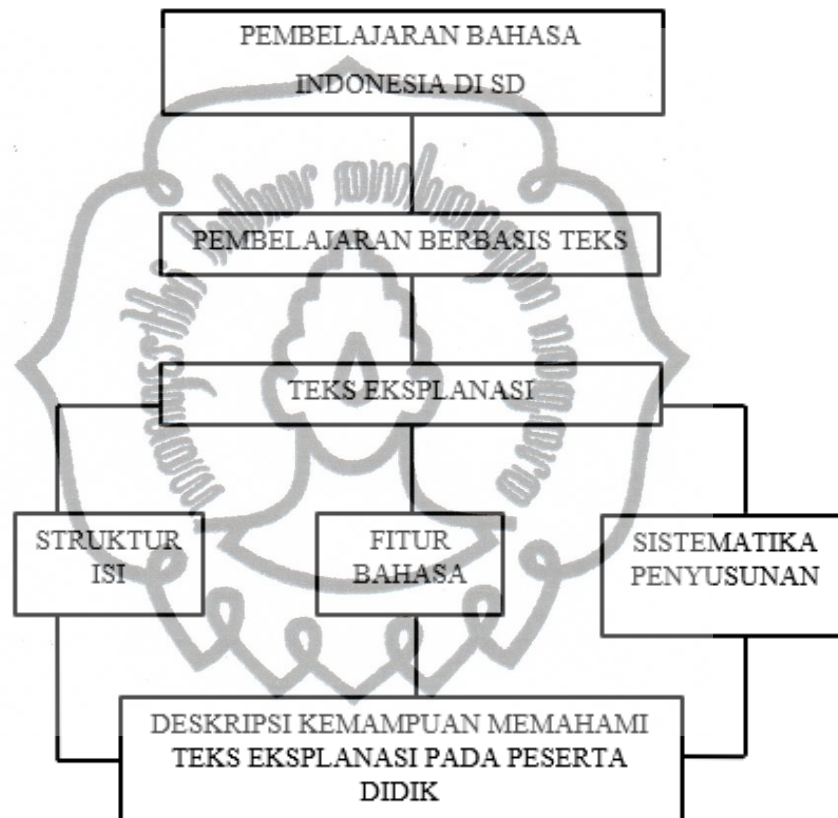 PEMBELAJARAN BAHASA
INDONESIA DI SD
PEMBELAJARAN BERBASIS TEKS
TEKS EKSPLANASI
STRUKTUR
ISI
FITUR
BAHASA
SISTEMATIKA
PENYUSUNAN
DESKRIPSI KEMAMPUAN MEMAHAMI
TEKS EKSPLANASI PADA PESERTA
DIDIK